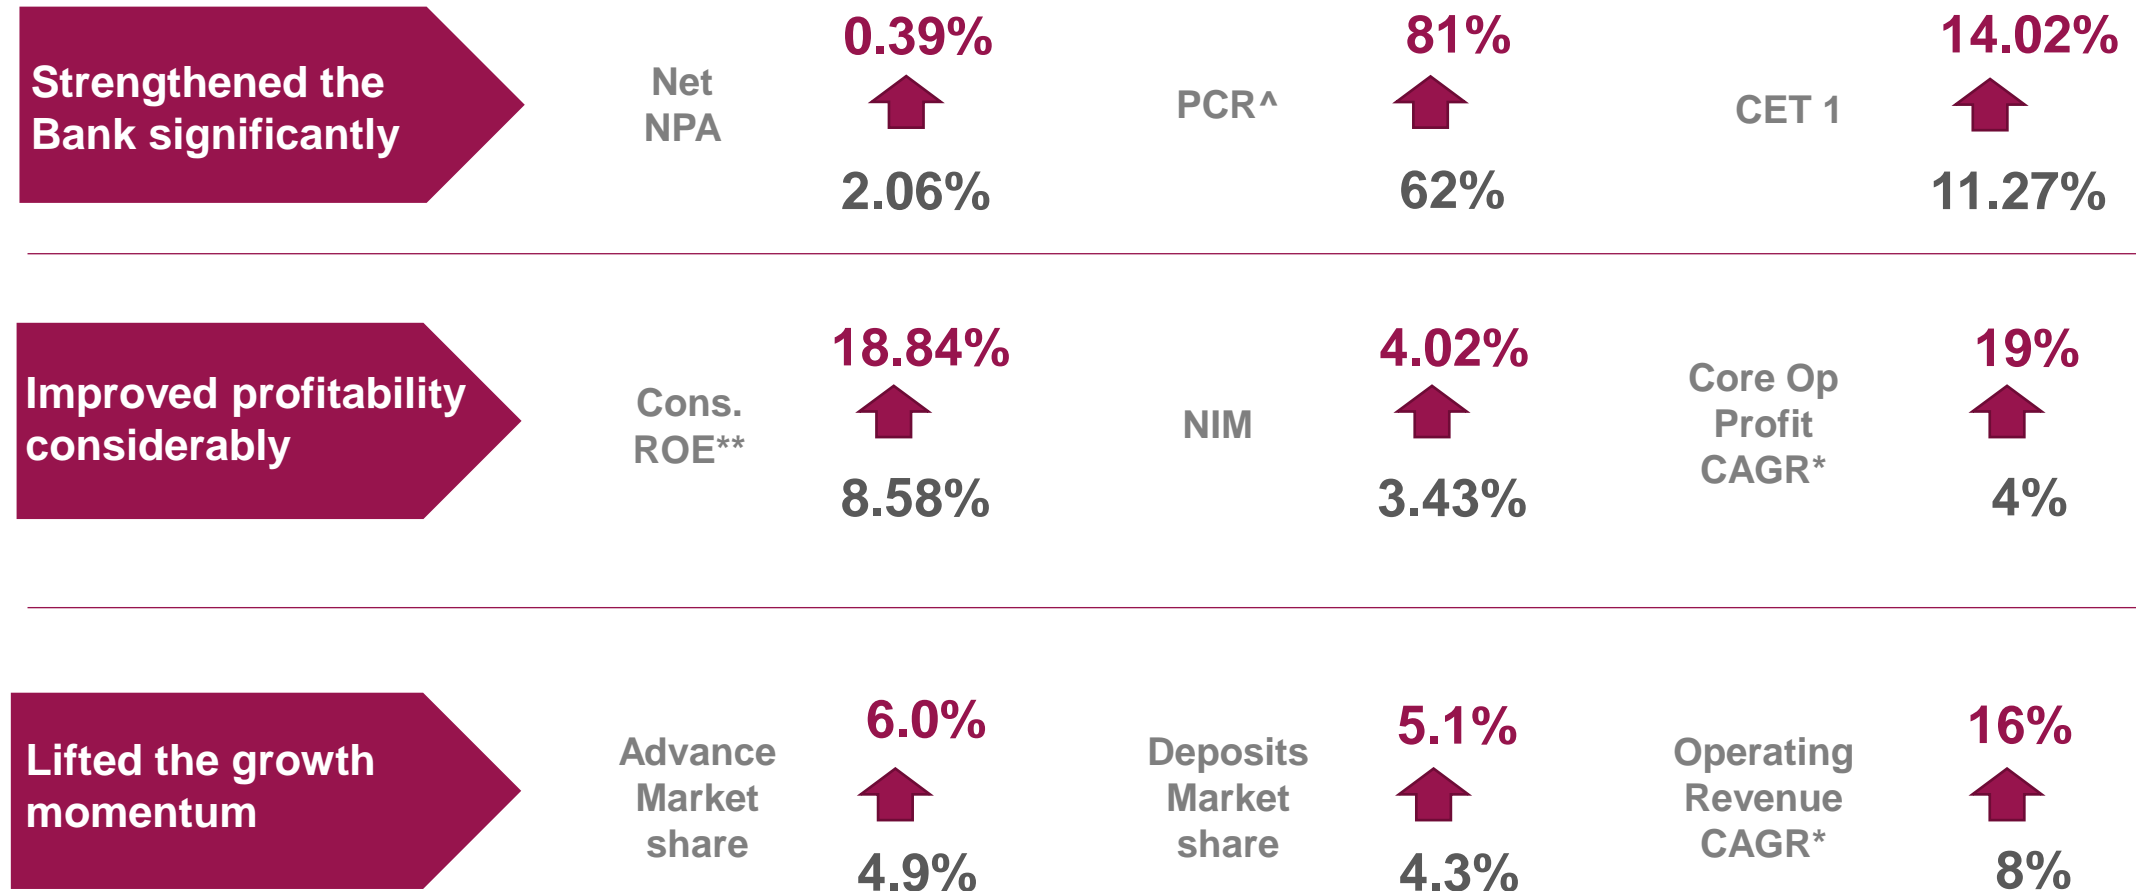 Strengthened the
Bank significantly
Net
NPA
0.39%
2.06%
PCR^
81%
62%
CET 1
14.02%
11.27%
Improved profitability
considerably
Cons.
ROE**
18.84%
8.58%
NIM
4.02%
3.43%
Core Op
Profit
CAGR*
19%
4%
Lifted the growth
momentum
Advance
Market
share
6.0%
4.9%
Deposits
Market
share
5.1%
4.3%
Operating
Revenue
CAGR*
16%
8%